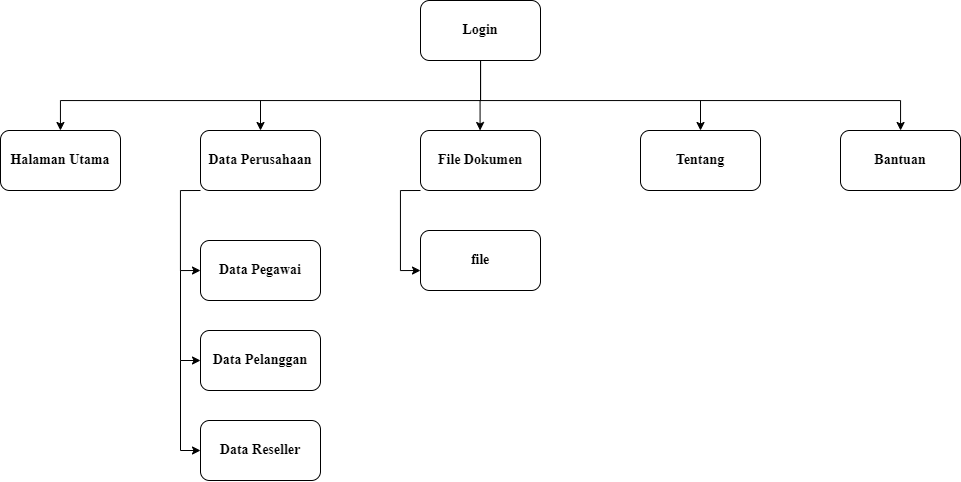 Login
Halaman Utama
Data Perusahaan
File Dokumen
Tentang
Bantuan
Data Pegawai
file
Data Pelanggan
Data Reseller